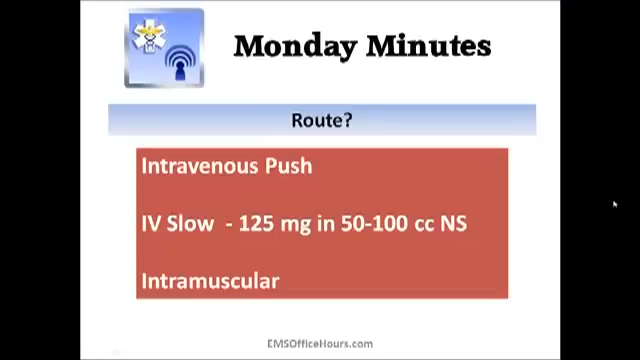 Monday Minutes
Route?
Intravenous Push
IV Slow - 125 mg in 50-100 cc NS
Intramuscular
EMSOfficeHours.com